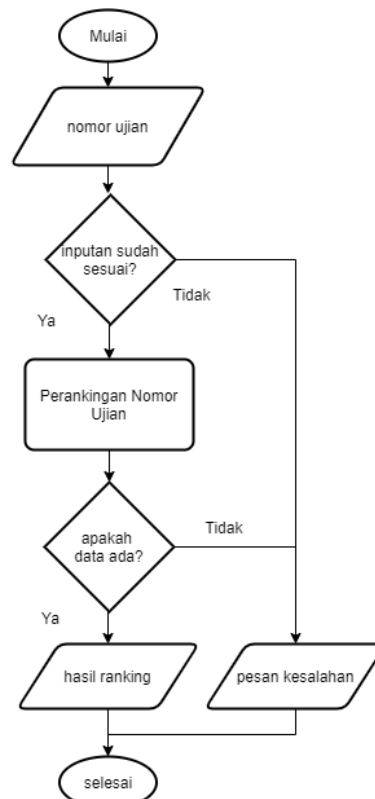 Mulai
nomor ujian
inputan sudah
sesuai?
Tidak
Ya
Perankingan Nomor
Ujian
apakah
data ada?
Tidak
Ya
hasil ranking
pesan kesalahan
selesai